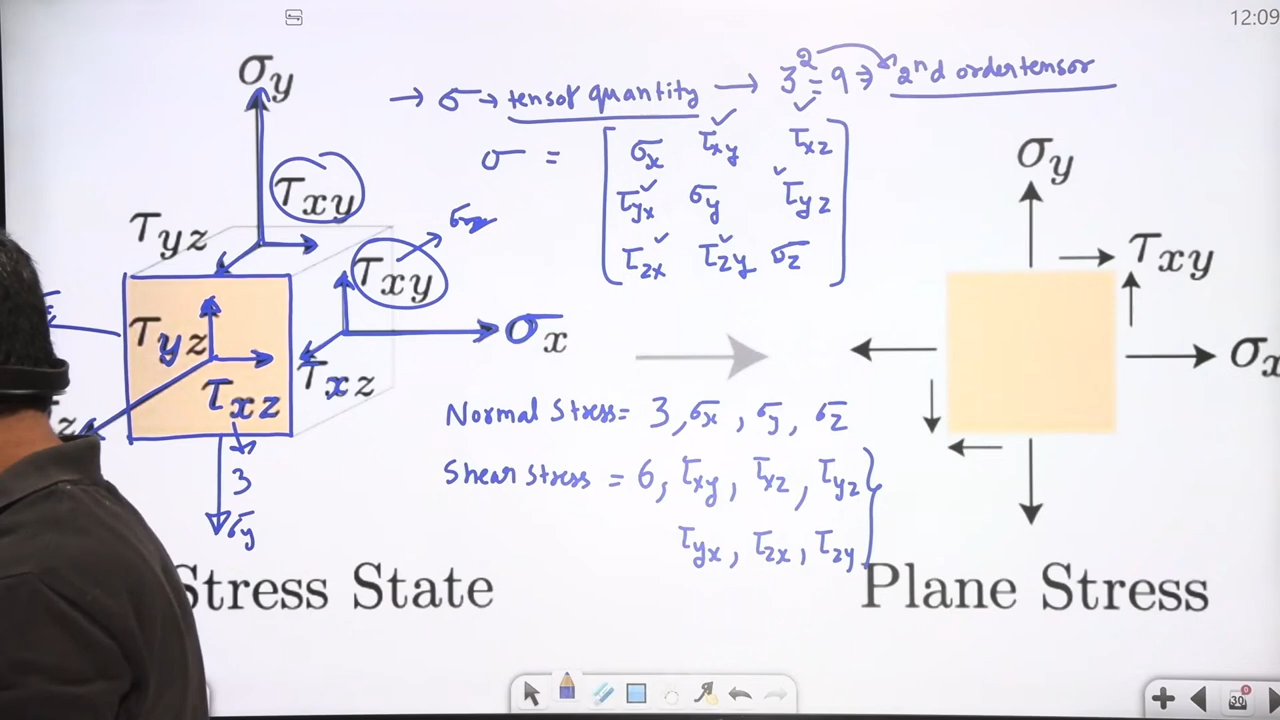 12:09
σy
→ σ → tensor quantity → 3² = 9 ⇒ 2nd order tensor
σ = [ σx τxy τxz
τyx σy τyz
τzx τzy σz ]
τxy
τyz
τxy
τyz
τxz
τxz
σx
3
σy
Normal Stress = 3, σx, σy, σz
Shear Stress = 6, τxy, τxz, τyz
τyx, τzx, τzy
Stress State
σy
τxy
σx
Plane Stress
30